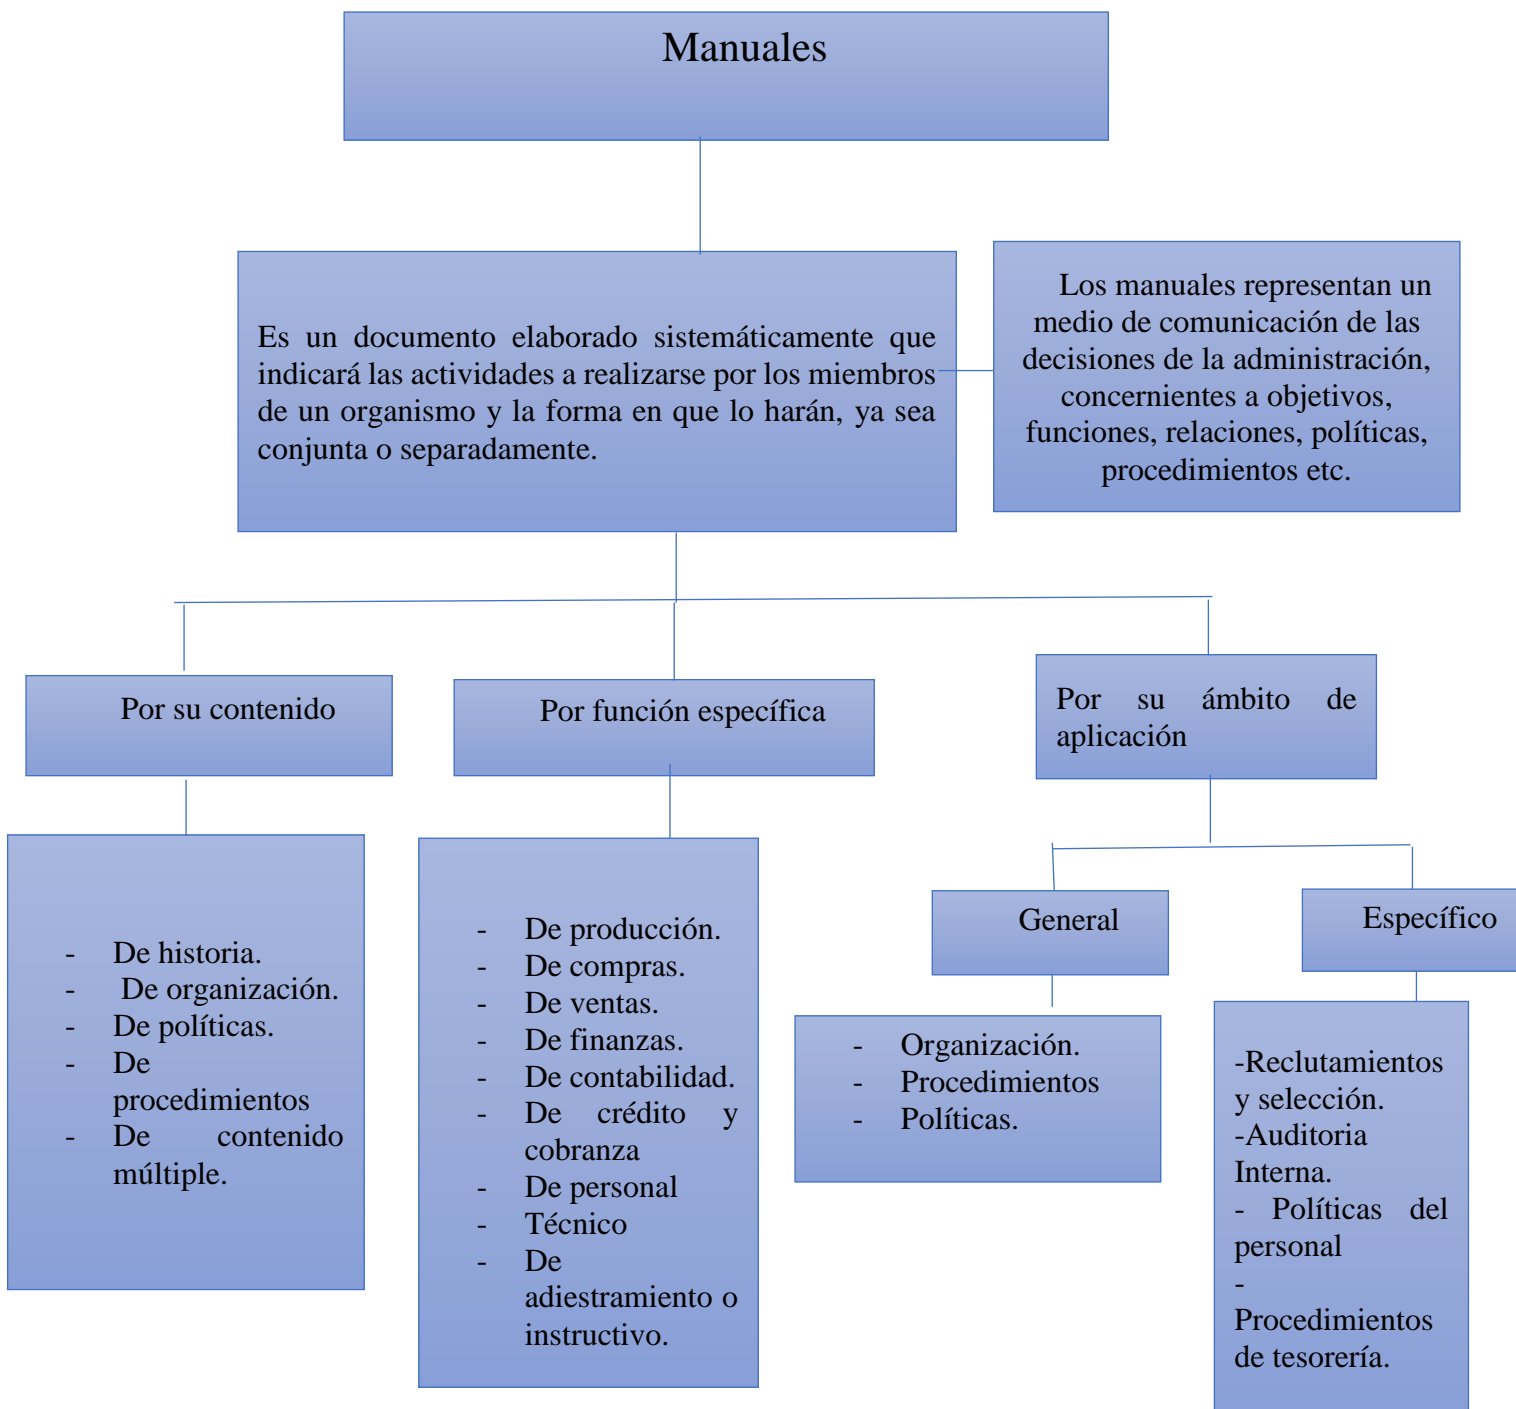 Manuales
Es un documento elaborado sistemáticamente que
indicará las actividades a realizarse por los miembros
de un organismo y la forma en que lo harán, ya sea
conjunta o separadamente.
Los manuales representan un
medio de comunicación de las
decisiones de la administración,
concernientes a objetivos,
funciones, relaciones, políticas,
procedimientos etc.
Por su contenido
- De historia.
- De organización.
- De políticas.
- De
procedimientos
- De contenido
múltiple.
Por función específica
- De producción.
- De compras.
- De ventas.
- De finanzas.
- De contabilidad.
- De crédito y
cobranza
- De personal
- Técnico
- De
adiestramiento o
instructivo.
Por su ámbito de
aplicación
General
- Organización.
- Procedimientos
- Políticas.
Específico
-Reclutamientos
y selección.
-Auditoria
Interna.
- Políticas del
personal
-
Procedimientos
de tesorería.